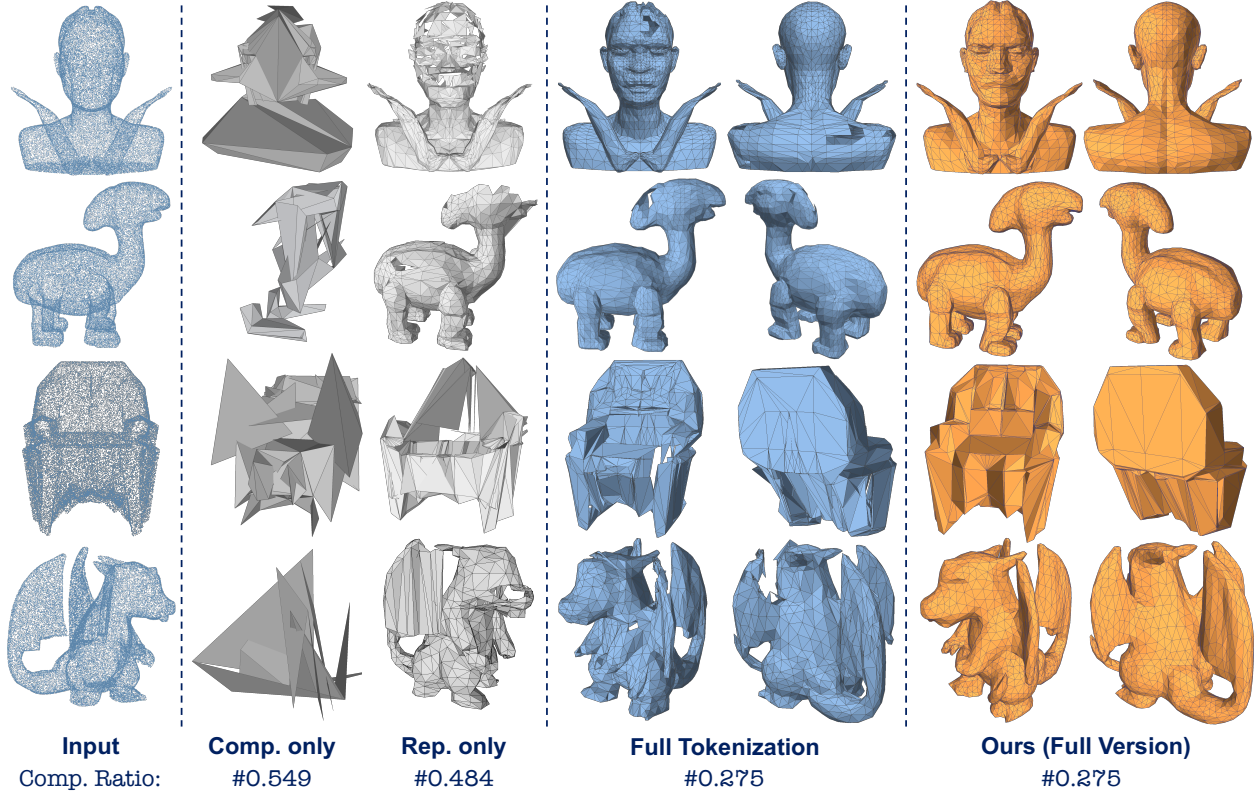 Input Comp. only Rep. only Full Tokenization Ours (Full Version)
Comp. Ratio: #0.549 #0.484 #0.275 #0.275